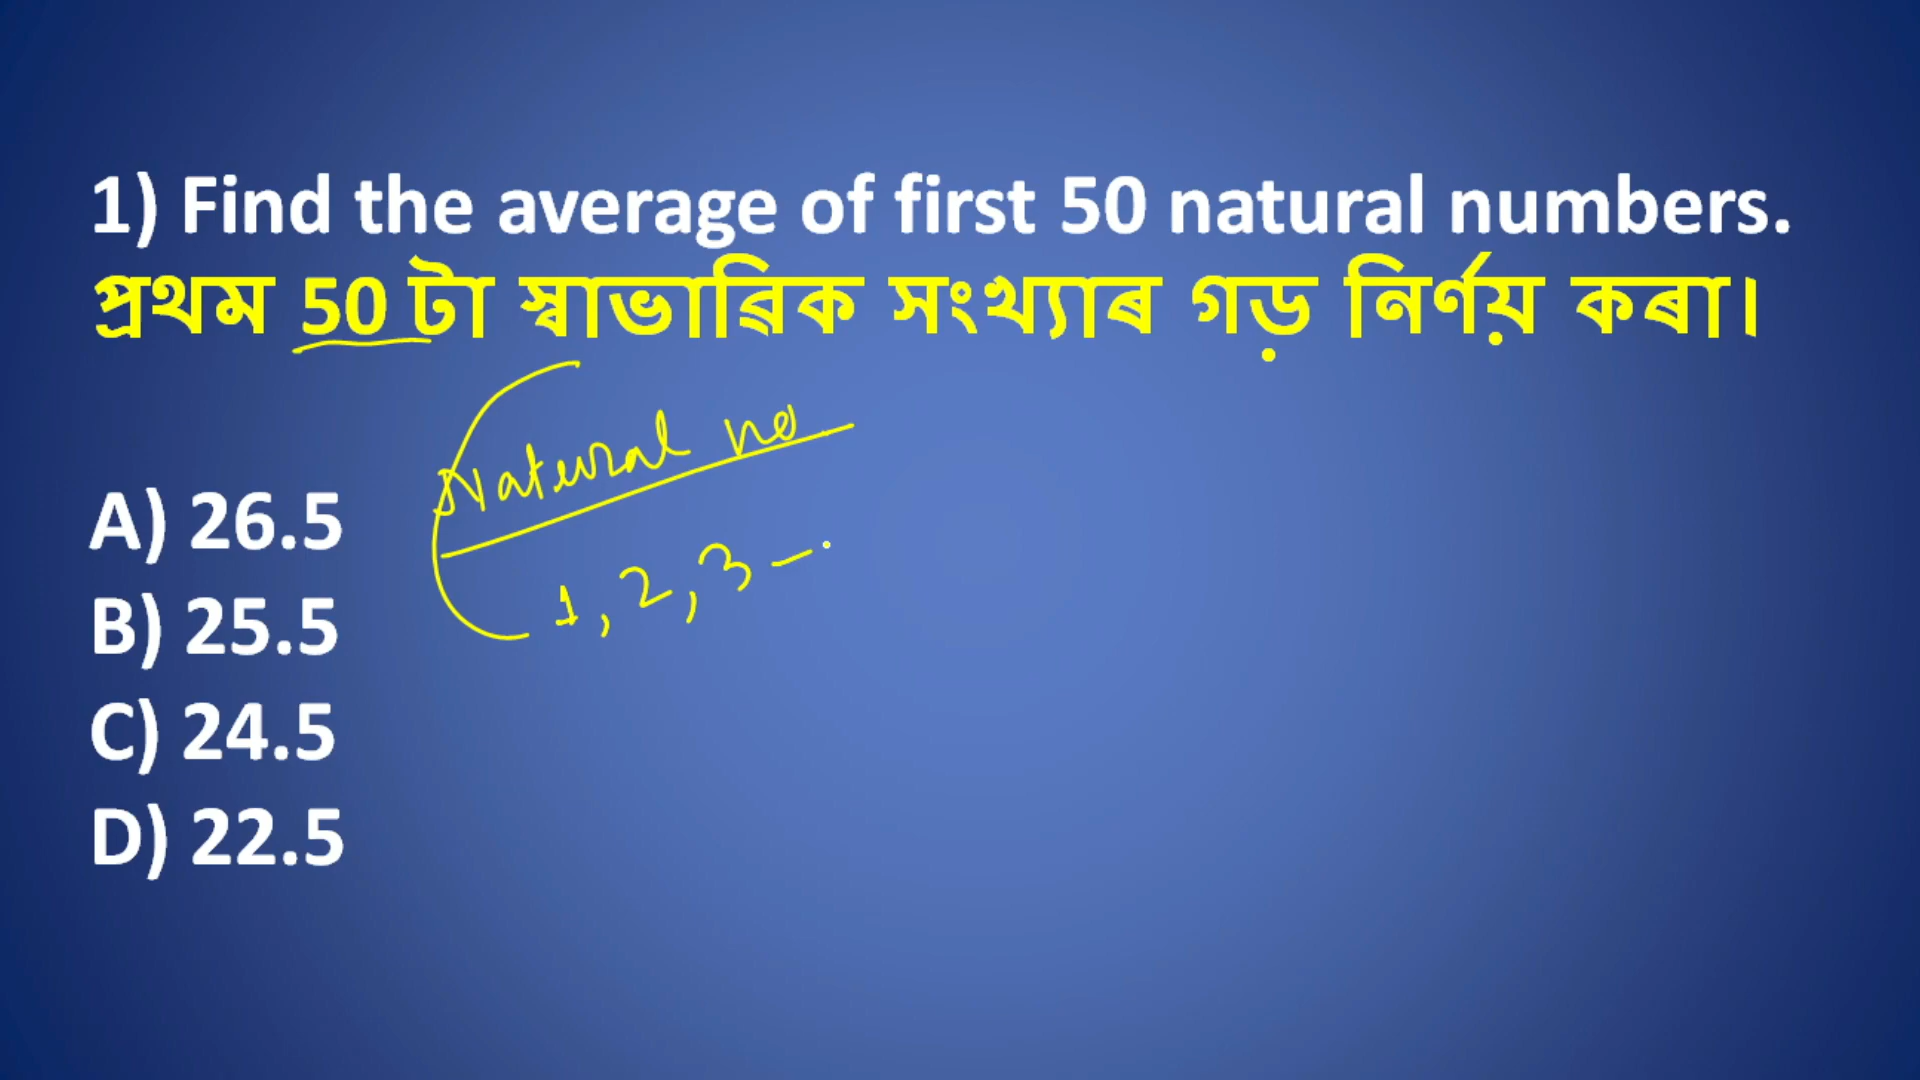 1) Find the average of first 50 natural numbers.
প্ৰথম 50 টা স্বাভাৱিক সংখ্যাৰ গড় নিৰ্ণয় কৰা।
Natural no
1, 2, 3 –.
A) 26.5
B) 25.5
C) 24.5
D) 22.5